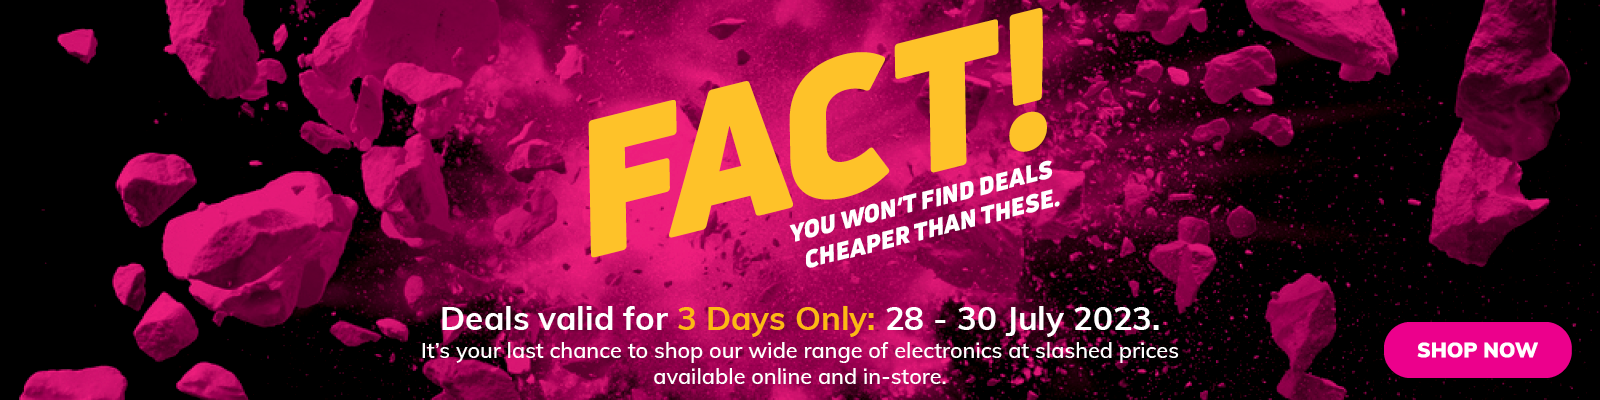 FACT!
YOU WON'T FIND DEALS
CHEAPER THAN THESE.
Deals valid for 3 Days Only: 28 - 30 July 2023.
It's your last chance to shop our wide range of electronics at slashed prices
available online and in-store.
SHOP NOW